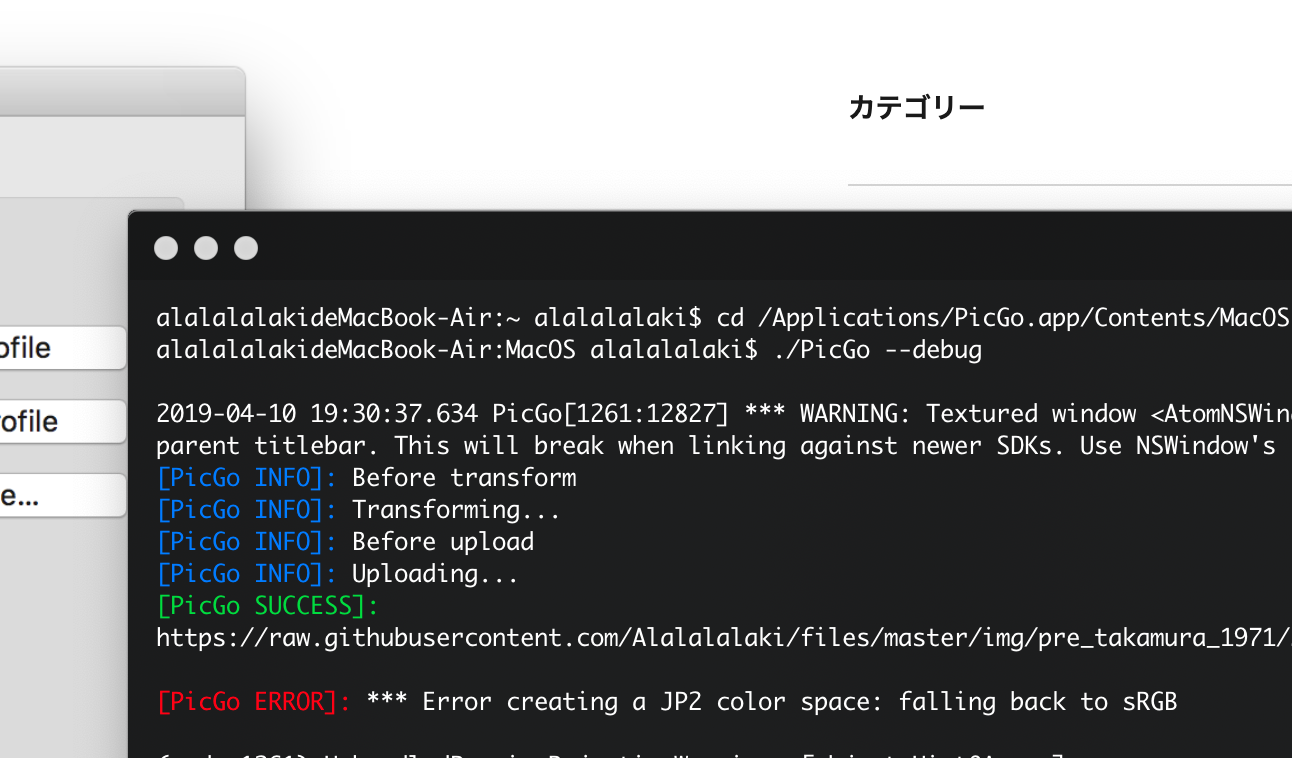 カテゴリー
ofile
rofile
e...
alalalalakideMacBook-Air:~ alalalalaki$ cd /Applications/PicGo.app/Contents/MacOS
alalalalakideMacBook-Air:MacOS alalalalaki$ ./PicGo --debug
2019-04-10 19:30:37.634 PicGo[1261:12827] *** WARNING: Textured window <AtomNSWin
parent titlebar. This will break when linking against newer SDKs. Use NSWindow's
[PicGo INFO]: Before transform
[PicGo INFO]: Transforming...
[PicGo INFO]: Before upload
[PicGo INFO]: Uploading...
[PicGo SUCCESS]:
https://raw.githubusercontent.com/Alalalalaki/files/master/img/pre_takamura_1971/
[PicGo ERROR]: *** Error creating a JP2 color space: falling back to sRGB